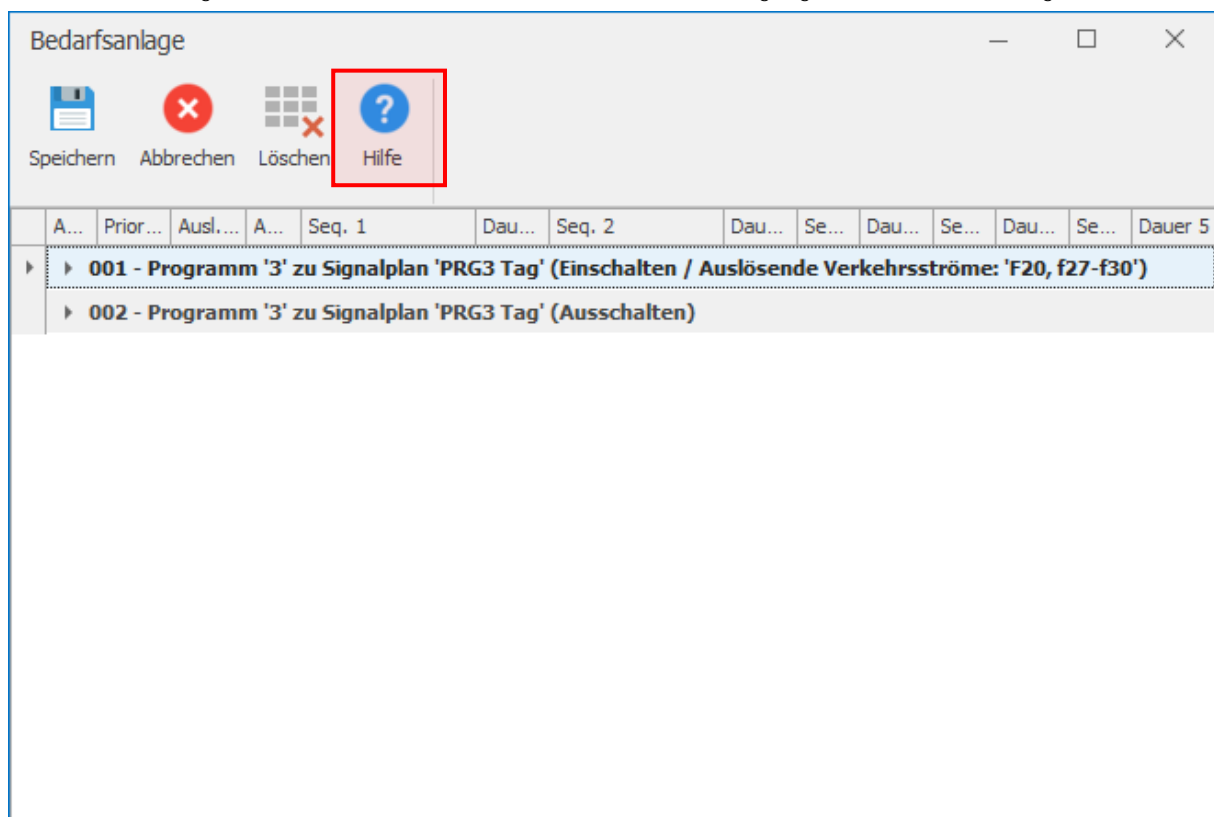 Bedarfsanlage
Speichern Abbrechen Löschen Hilfe
A... Prior... Ausl.... A... Seq. 1 Dau... Seq. 2 Dau... Se... Dau... Se... Dau... Se... Dauer 5
001 - Programm '3' zu Signalplan 'PRG3 Tag' (Einschalten / Auslösende Verkehrsströme: 'F20, f27-f30')
002 - Programm '3' zu Signalplan 'PRG3 Tag' (Ausschalten)